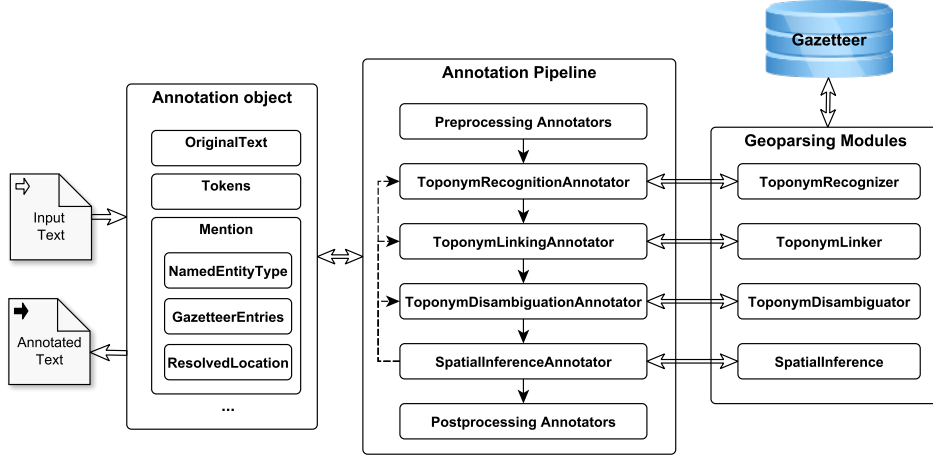 Gazetteer
Annotation Pipeline
Annotation object
Geoparsing Modules
Input
Text
Annotated
Text
OriginalText
Tokens
Mention
NamedEntityType
GazetteerEntries
ResolvedLocation
...
Preprocessing Annotators
ToponymRecognitionAnnotator
ToponymLinkingAnnotator
ToponymDisambiguationAnnotator
SpatialInferenceAnnotator
Postprocessing Annotators
ToponymRecognizer
ToponymLinker
ToponymDisambiguator
SpatialInference